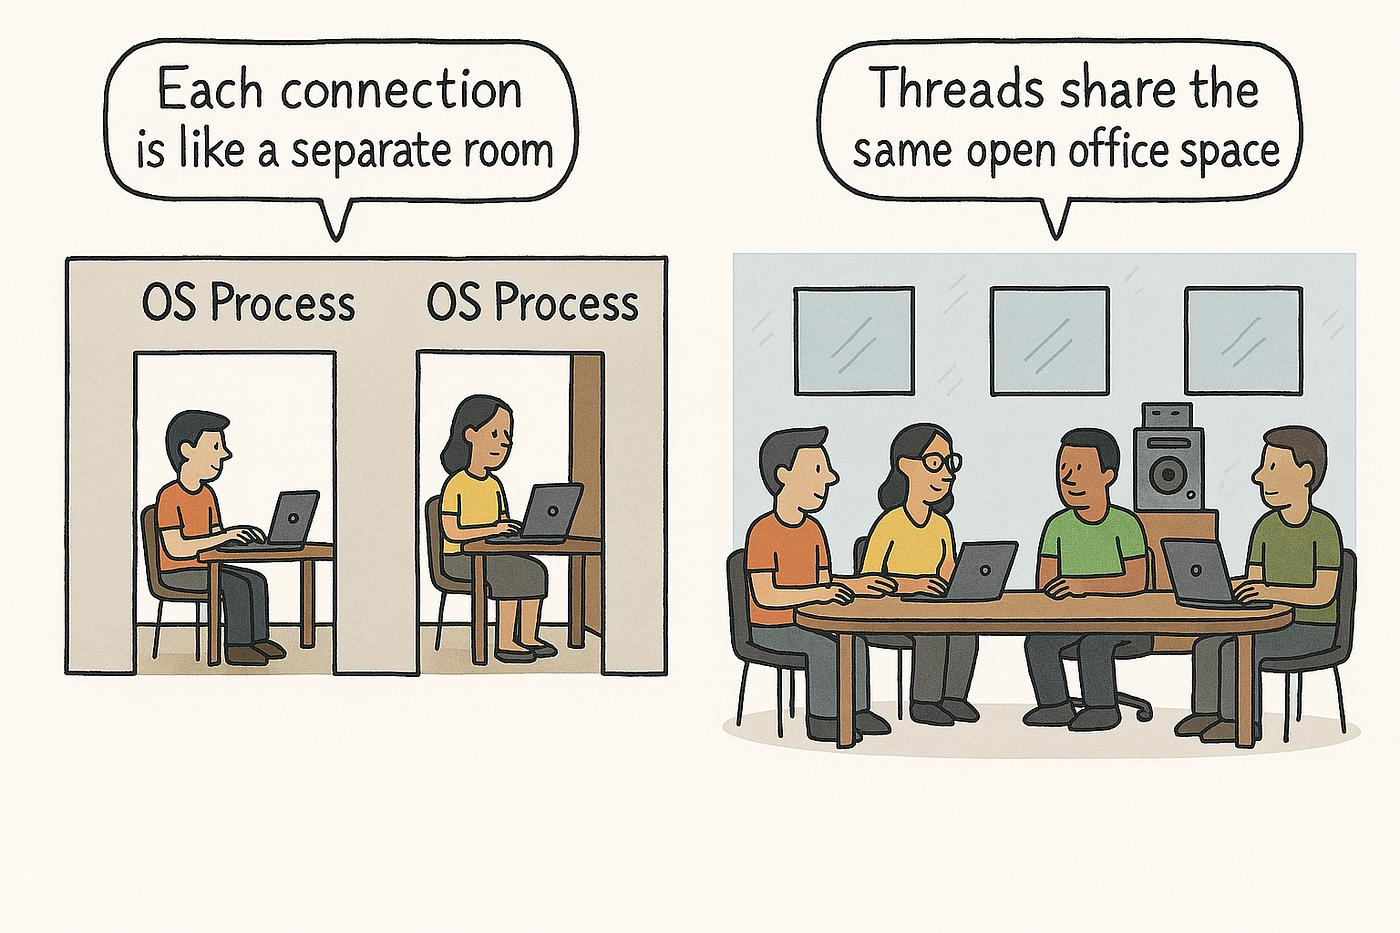 Each connection
is like a separate room
OS Process
OS Process
Threads share the
same open office space